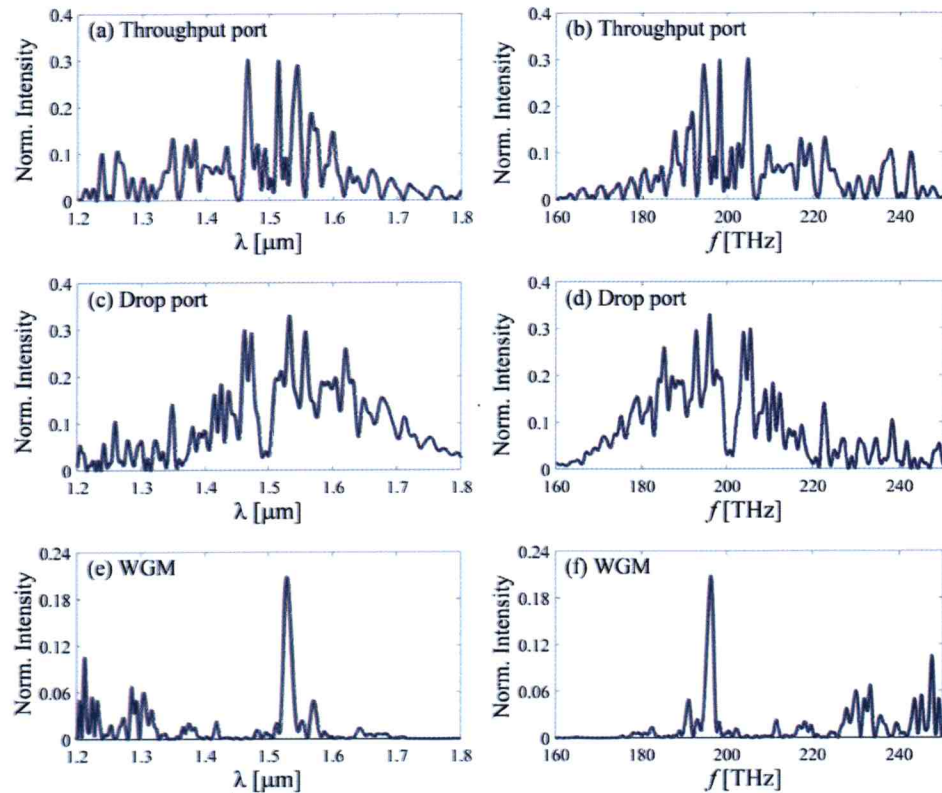 (a) Throughput port
Norm. Intensity
0.4
0.3
0.2
0.1
0
1.2 1.3 1.4 1.5 1.6 1.7 1.8
λ [μm]
(b) Throughput port
Norm. Intensity
0.4
0.3
0.2
0.1
0
160 180 200 220 240
f [THz]
(c) Drop port
Norm. Intensity
0.4
0.3
0.2
0.1
0
1.2 1.3 1.4 1.5 1.6 1.7 1.8
λ [μm]
(d) Drop port
Norm. Intensity
0.4
0.3
0.2
0.1
0
160 180 200 220 240
f [THz]
(e) WGM
Norm. Intensity
0.24
0.18
0.12
0.06
0
1.2 1.3 1.4 1.5 1.6 1.7 1.8
λ [μm]
(f) WGM
Norm. Intensity
0.24
0.18
0.12
0.06
0
160 180 200 220 240
f [THz]